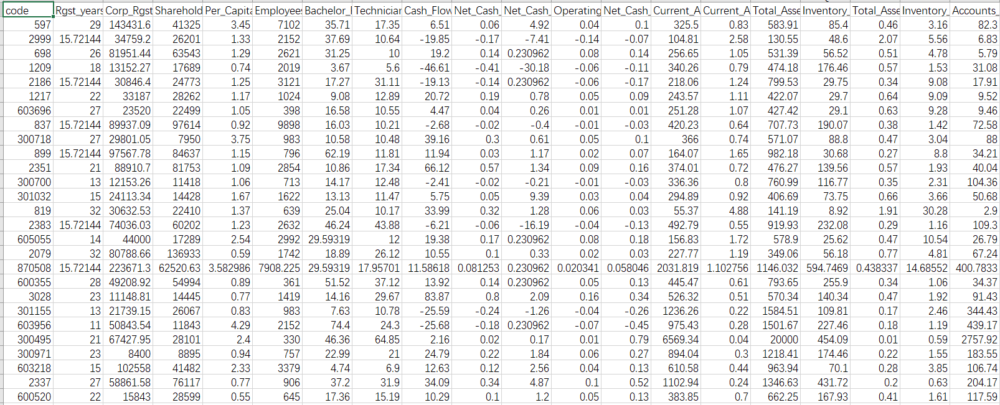 code Rgst_years Corp_Rgst Sharehold Per_Capita Employees Bachelor_ Technician Cash_Flow Net_Cash_ Net_Cash_ Operating Net_Cash_ Current_A Current_A Total_Asse Inventory_ Total_Asse Inventory_ Accounts_
597 29 143431.6 41325 3.45 7102 35.71 17.35 6.51 0.06 4.92 0.04 0.1 325.5 0.83 583.91 85.4 0.46 3.16 82.3
2999 15.72144 34759.2 26201 1.33 2152 37.69 10.64 -19.85 -0.17 -7.41 -0.14 -0.07 104.81 2.58 130.55 48.6 2.07 5.56 6.83
698 26 81951.44 63543 1.29 2621 31.25 10 19.2 0.14 0.230962 0.08 0.14 256.65 1.05 531.39 56.52 0.51 4.78 5.79
1209 18 13152.27 17689 0.74 2019 3.67 5.6 -46.61 -0.41 -30.18 -0.06 -0.11 340.26 0.79 474.18 176.46 0.57 1.53 31.08
2186 15.72144 30846.4 24773 1.25 3121 17.27 31.11 -19.13 -0.14 0.230962 -0.06 -0.17 218.06 1.24 799.53 29.75 0.34 9.08 17.91
1217 22 33187 28262 1.17 1024 9.08 12.89 20.72 0.19 0.78 0.05 0.09 243.57 1.11 422.07 29.7 0.64 9.09 9.52
603696 27 23520 22499 1.05 398 16.58 10.55 4.47 0.04 0.26 0.01 0.01 251.28 1.07 427.42 29.1 0.63 9.28 9.46
837 15.72144 89937.09 97614 0.92 9898 16.03 10.21 -2.68 -0.02 -0.4 -0.01 -0.03 420.23 0.64 707.73 190.07 0.38 1.42 72.58
300718 27 29801.05 7950 3.75 983 10.58 10.48 39.16 0.3 0.61 0.05 0.1 366 0.74 571.07 88.8 0.47 3.04 88
899 15.72144 97567.78 84637 1.15 796 62.19 11.81 11.94 0.03 1.17 0.02 0.07 164.07 1.65 982.18 30.68 0.27 8.8 34.21
2351 21 88910.7 81753 1.09 2854 10.86 17.34 66.12 0.57 1.34 0.09 0.16 374.01 0.72 476.27 139.56 0.57 1.93 40.04
300700 13 12153.26 11418 1.06 713 14.17 12.48 -2.41 -0.02 -0.21 -0.01 -0.03 336.36 0.8 760.99 116.77 0.35 2.31 104.36
301032 15 24113.34 14428 1.67 1622 13.13 11.47 5.75 0.05 9.39 0.03 0.04 294.89 0.92 406.69 73.75 0.66 3.66 50.68
819 32 30632.53 22410 1.37 639 25.04 10.17 33.99 0.32 1.28 0.06 0.03 55.37 4.88 141.19 8.92 1.91 30.28 2.9
2383 15.72144 74036.03 60202 1.23 2632 46.24 43.88 -6.21 -0.06 -16.19 -0.04 -0.13 492.79 0.55 919.93 232.08 0.29 1.16 109.3
605055 14 44000 17289 2.54 2992 29.59319 12 19.38 0.17 0.230962 0.08 0.18 156.83 1.72 578.9 25.62 0.47 10.54 26.79
2079 32 80788.66 136933 0.59 1742 18.89 26.12 10.55 0.1 0.33 0.02 0.03 227.77 1.19 349.06 56.18 0.77 4.81 67.24
870508 15.72144 223671.3 62520.63 3.582986 7908.225 29.59319 17.95701 11.58618 0.081253 0.230962 0.020341 0.058046 2031.819 1.102756 1146.032 594.7469 0.438337 14.68552 400.7833
600355 28 49208.92 54994 0.89 361 51.52 37.12 13.92 0.14 0.230962 0.05 0.13 445.47 0.61 793.65 255.9 0.34 1.06 34.37
3028 23 11148.81 14445 0.77 1419 14.16 29.67 83.87 0.8 2.09 0.16 0.34 526.32 0.51 570.34 140.34 0.47 1.92 91.43
301155 13 21739.15 26067 0.83 983 7.63 10.78 -25.59 -0.24 -1.26 -0.04 -0.26 1236.26 0.22 1584.51 109.81 0.17 2.46 344.43
603956 11 50843.54 11843 4.29 2152 74.4 24.3 -25.68 -0.18 0.230962 -0.07 -0.45 975.43 0.28 1501.67 227.46 0.18 1.19 439.17
300495 21 67427.95 28101 2.4 330 46.36 64.85 2.16 0.02 0.17 0.01 0.79 6569.34 0.04 20000 454.09 0.01 0.59 2757.92
300971 23 8400 8895 0.94 757 22.99 21 24.79 0.22 1.84 0.06 0.27 894.04 0.3 1218.41 174.46 0.22 1.55 183.55
603218 15 102558 41482 2.33 3379 4.74 6.9 12.63 0.12 2.56 0.04 0.13 610.58 0.44 963.94 70.1 0.28 3.85 106.74
2337 27 58861.58 76117 0.77 906 37.2 31.9 34.09 0.34 4.87 0.1 0.52 1102.94 0.24 1346.63 431.72 0.2 0.63 204.17
600520 22 15843 28599 0.55 645 17.36 15.19 10.29 0.1 1.2 0.05 0.13 383.85 0.7 662.25 167.93 0.41 1.61 117.59